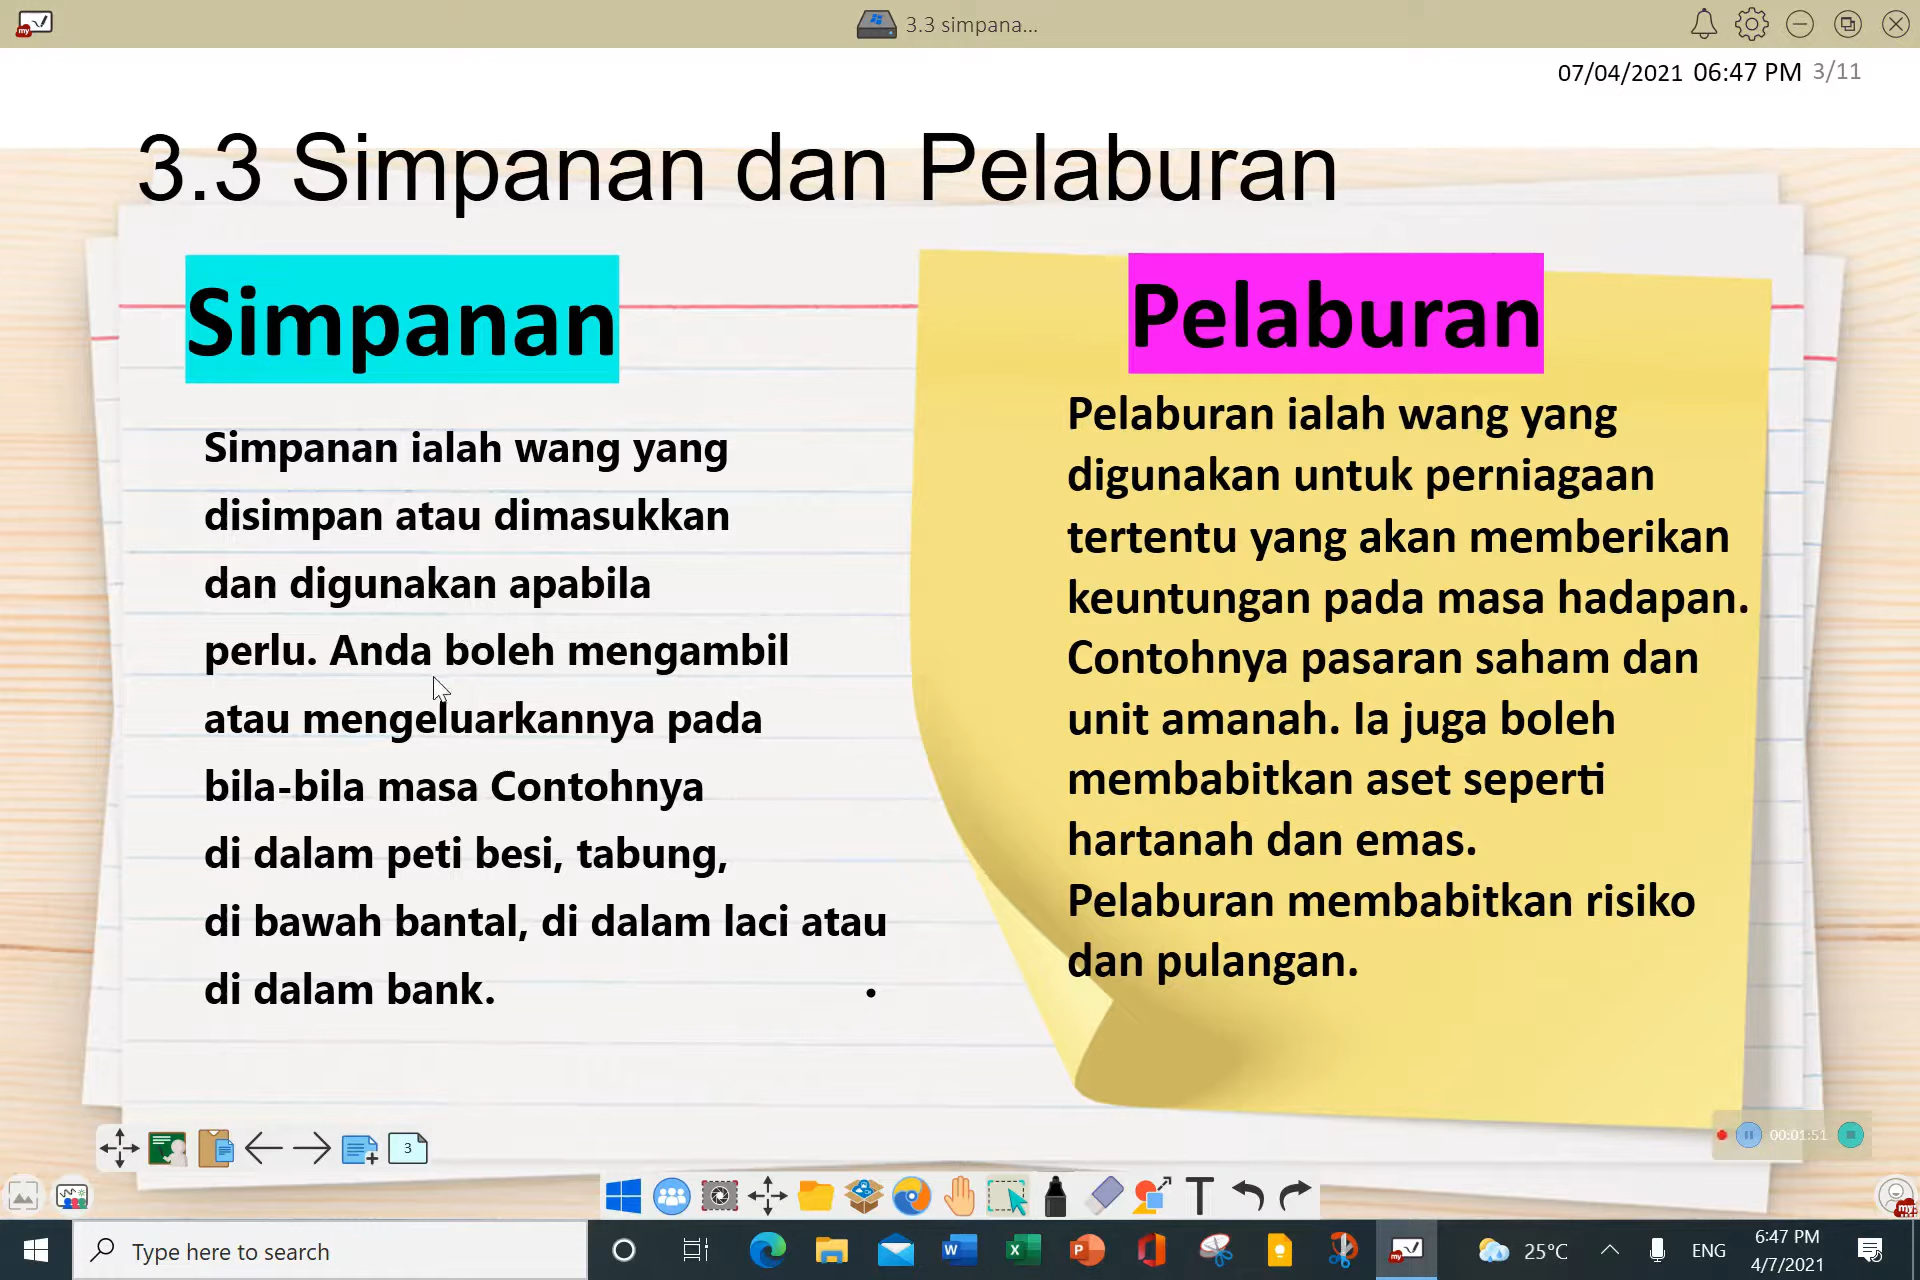 3.3 simpana...
07/04/2021 06:47 PM 3/11
3.3 Simpanan dan Pelaburan
Simpanan
Simpanan ialah wang yang
disimpan atau dimasukkan
dan digunakan apabila
perlu. Anda boleh mengambil
atau mengeluarkannya pada
bila-bila masa Contohnya
di dalam peti besi, tabung,
di bawah bantal, di dalam laci atau
di dalam bank.
Pelaburan
Pelaburan ialah wang yang
digunakan untuk perniagaan
tertentu yang akan memberikan
keuntungan pada masa hadapan.
Contohnya pasaran saham dan
unit amanah. Ia juga boleh
membabitkan aset seperti
hartanah dan emas.
Pelaburan membabitkan risiko
dan pulangan.
00:01:51
3
Type here to search
25°C
ENG
6:47 PM
4/7/2021